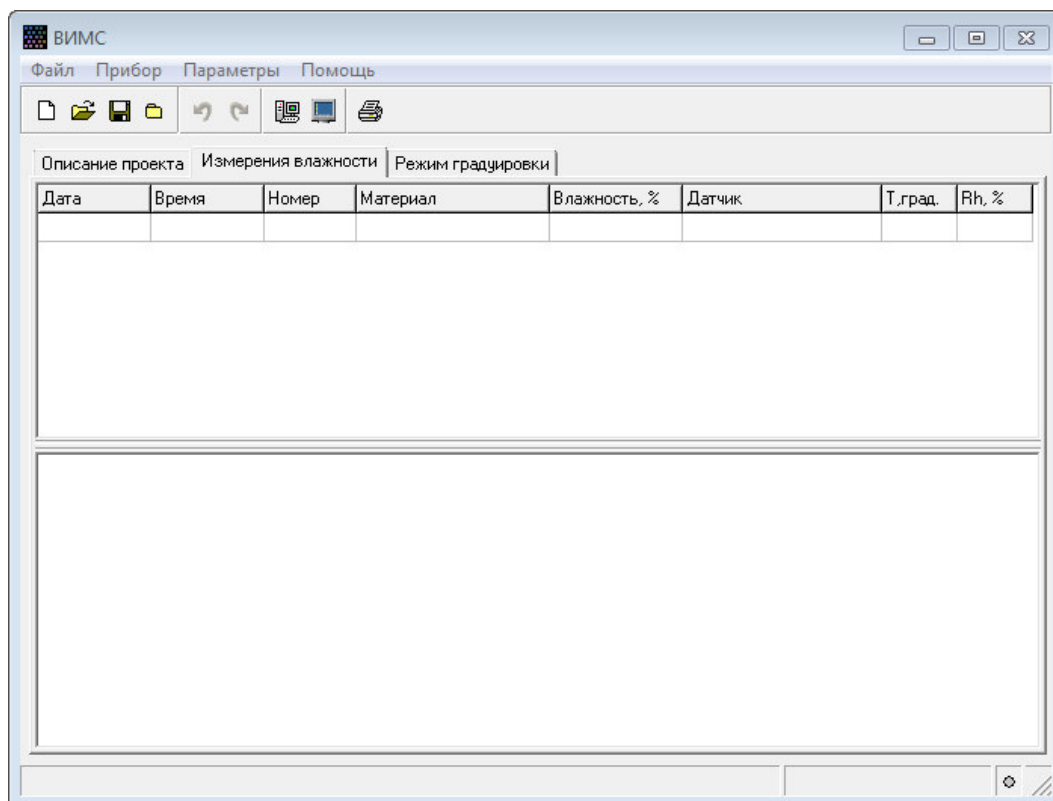 ВИМС
Файл Прибор Параметры Помощь
Описание проекта Измерения влажности Режим градуировки
Дата Время Номер Материал Влажность, % Датчик Т,град. Rh, %